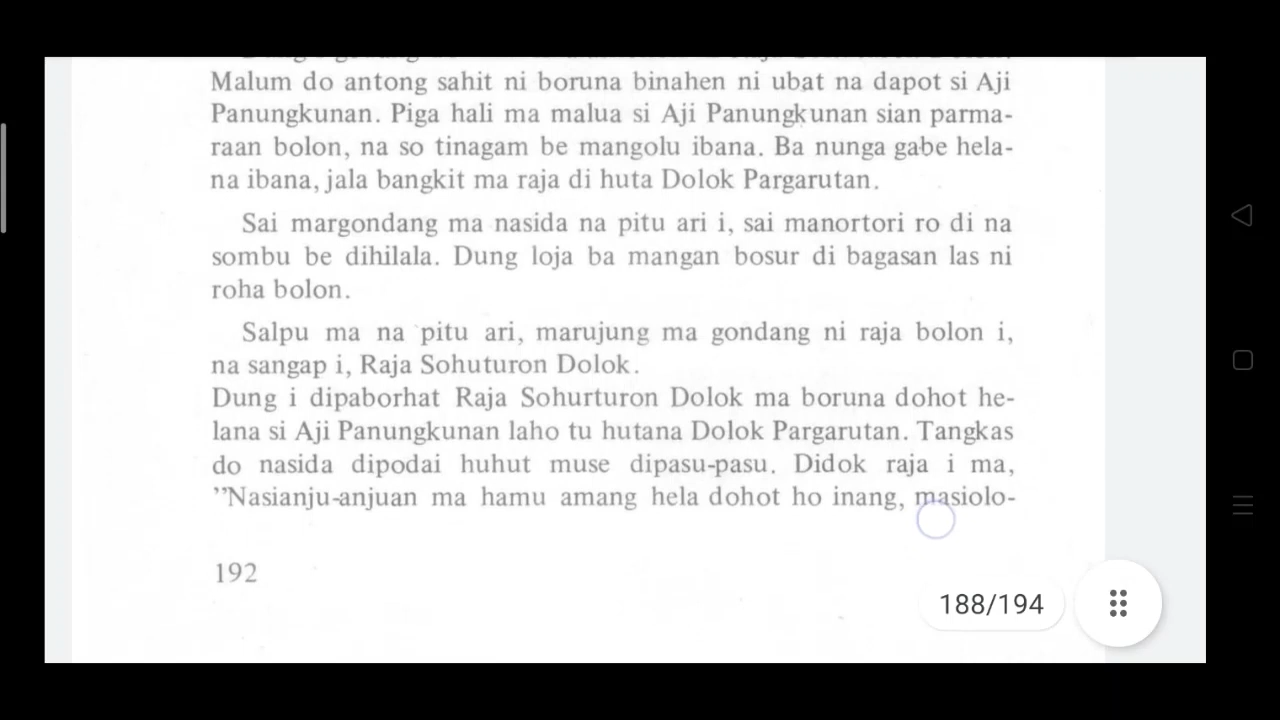 Malum do antong sahit ni boruna binahen ni ubat na dapot si Aji
Panungkunan. Piga hali ma malua si Aji Panungkunan sian parma-
raan bolon, na so tinagam be mangolu ibana. Ba nunga gabe hela-
na ibana, jala bangkit ma raja di huta Dolok Pargarutan.
Sai margondang ma nasida na pitu ari i, sai manortori ro di na
sombu be dihilala. Dung loja ba mangan bosur di bagasan las ni
roha bolon.
Salpu ma na pitu ari, marujung ma gondang ni raja bolon i,
na sangap i, Raja Sohuturon Dolok.
Dung i dipaborhat Raja Sohurturon Dolok ma boruna dohot he-
lana si Aji Panungkunan laho tu hutana Dolok Pargarutan. Tangkas
do nasida dipodai huhut muse dipasu-pasu. Didok raja i ma,
”Nasianju-anjuan ma hamu amang hela dohot ho inang, masiolo-
192
188/194